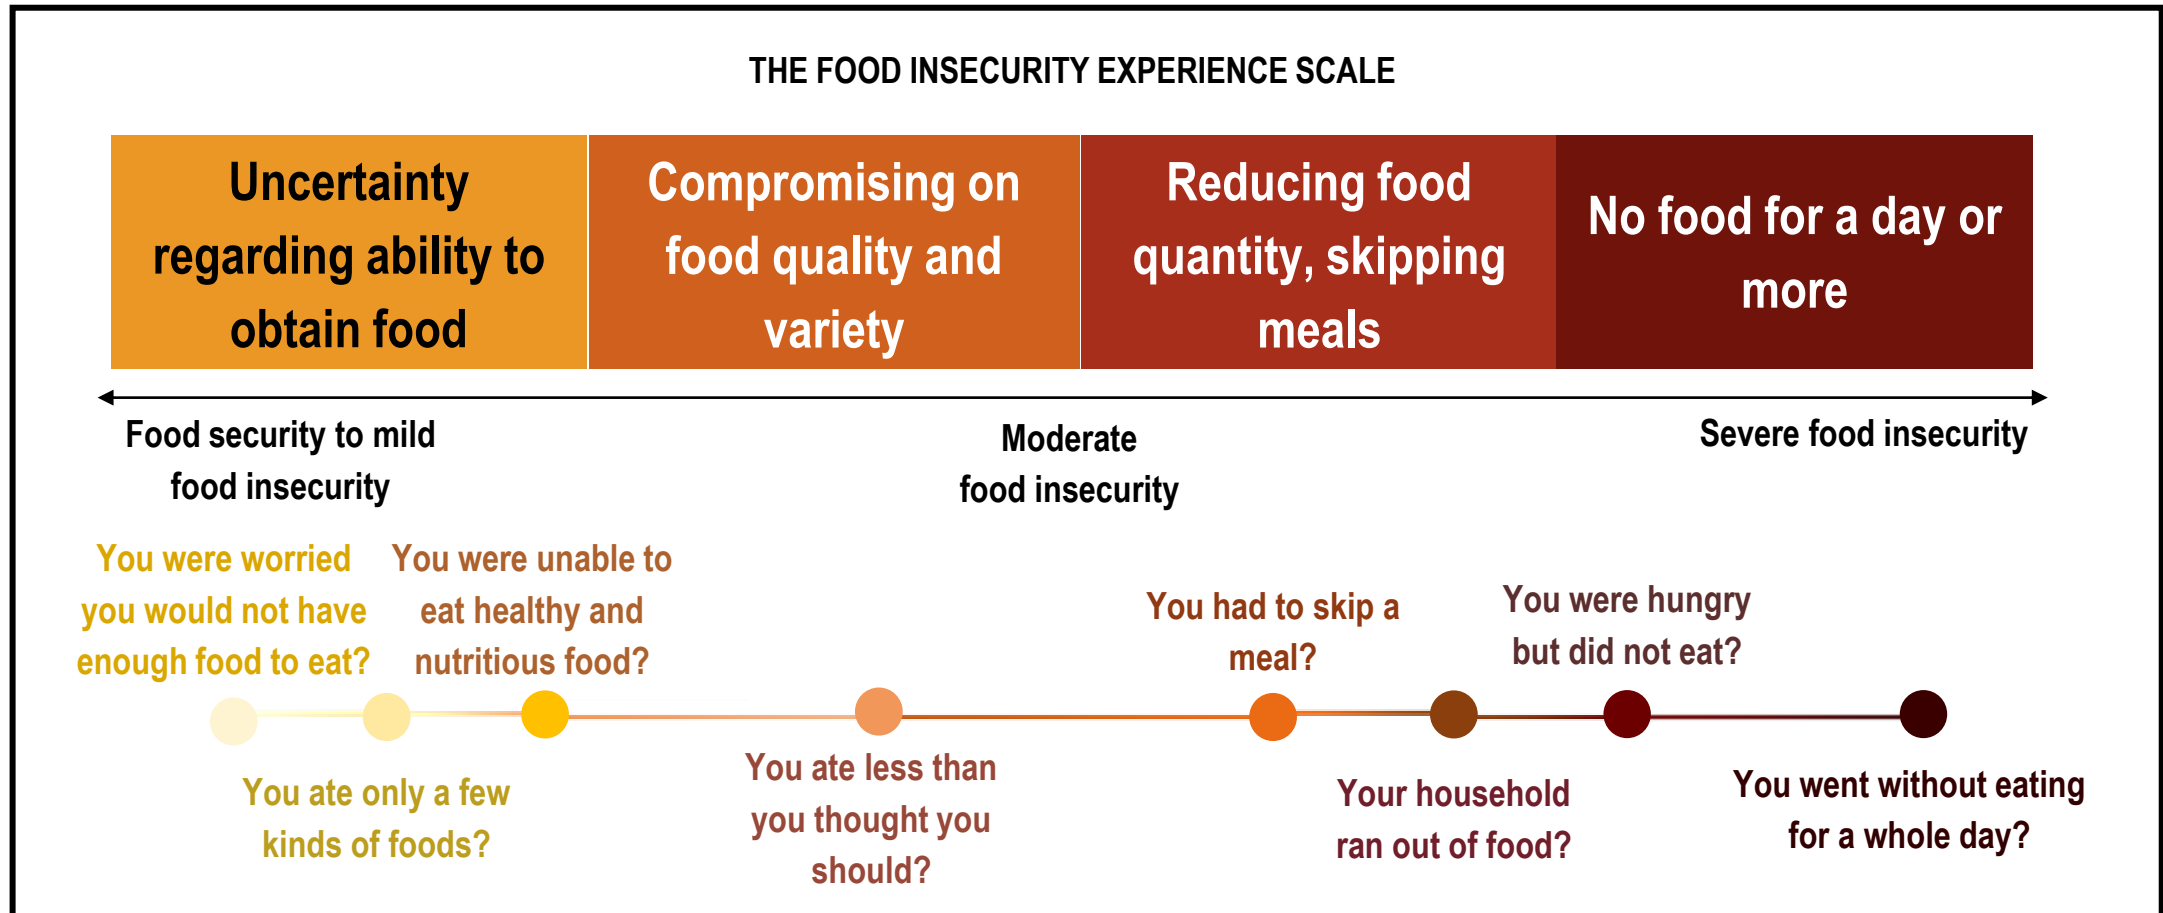 THE FOOD INSECURITY EXPERIENCE SCALE
Uncertainty
regarding ability to
obtain food
Compromising on
food quality and
variety
Reducing food
quantity, skipping
meals
No food for a day or
more
Food security to mild
food insecurity
Moderate
food insecurity
Severe food insecurity
You were worried
you would not have
enough food to eat?
You ate only a few
kinds of foods?
You were unable to
eat healthy and
nutritious food?
You ate less than
you thought you
should?
You had to skip a
meal?
Your household
ran out of food?
You were hungry
but did not eat?
You went without eating
for a whole day?